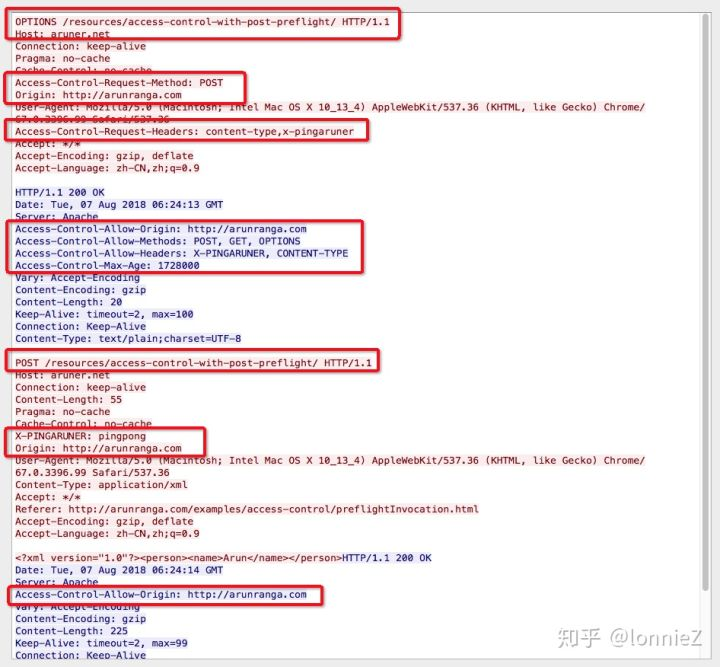 OPTIONS /resources/access-control-with-post-preflight/ HTTP/1.1
Host: aruner.net
Connection: keep-alive
Pragma: no-cache
Cache-Control: no-cache
Access-Control-Request-Method: POST
Origin: http://arunranga.com
User-Agent: Mozilla/5.0 (Macintosh; Intel Mac OS X 10_13_4) AppleWebKit/537.36 (KHTML, like Gecko) Chrome/
67.0.3396.99 Safari/537.36
Access-Control-Request-Headers: content-type,x-pingaruner
Accept: */*
Accept-Encoding: gzip, deflate
Accept-Language: zh-CN,zh;q=0.9
HTTP/1.1 200 OK
Date: Tue, 07 Aug 2018 06:24:13 GMT
Server: Apache
Access-Control-Allow-Origin: http://arunranga.com
Access-Control-Allow-Methods: POST, GET, OPTIONS
Access-Control-Allow-Headers: X-PINGARUNER, CONTENT-TYPE
Access-Control-Max-Age: 1728000
Vary: Accept-Encoding
Content-Encoding: gzip
Content-Length: 20
Keep-Alive: timeout=2, max=100
Connection: Keep-Alive
Content-Type: text/plain;charset=UTF-8
POST /resources/access-control-with-post-preflight/ HTTP/1.1
Host: aruner.net
Connection: keep-alive
Content-Length: 55
Pragma: no-cache
Cache-Control: no-cache
X-PINGARUNER: pingpong
Origin: http://arunranga.com
User-Agent: Mozilla/5.0 (Macintosh; Intel Mac OS X 10_13_4) AppleWebKit/537.36 (KHTML, like Gecko) Chrome/
67.0.3396.99 Safari/537.36
Content-Type: application/xml
Accept: */*
Referer: http://arunranga.com/examples/access-control/preflightInvocation.html
Accept-Encoding: gzip, deflate
Accept-Language: zh-CN,zh;q=0.9
<?xml version="1.0"?><person><name>Arun</name></person>HTTP/1.1 200 OK
Date: Tue, 07 Aug 2018 06:24:14 GMT
Server: Apache
Access-Control-Allow-Origin: http://arunranga.com
Vary: Accept-Encoding
Content-Encoding: gzip
Content-Length: 225
Keep-Alive: timeout=2, max=99
Connection: Keep-Alive
知乎 @lonnieZ